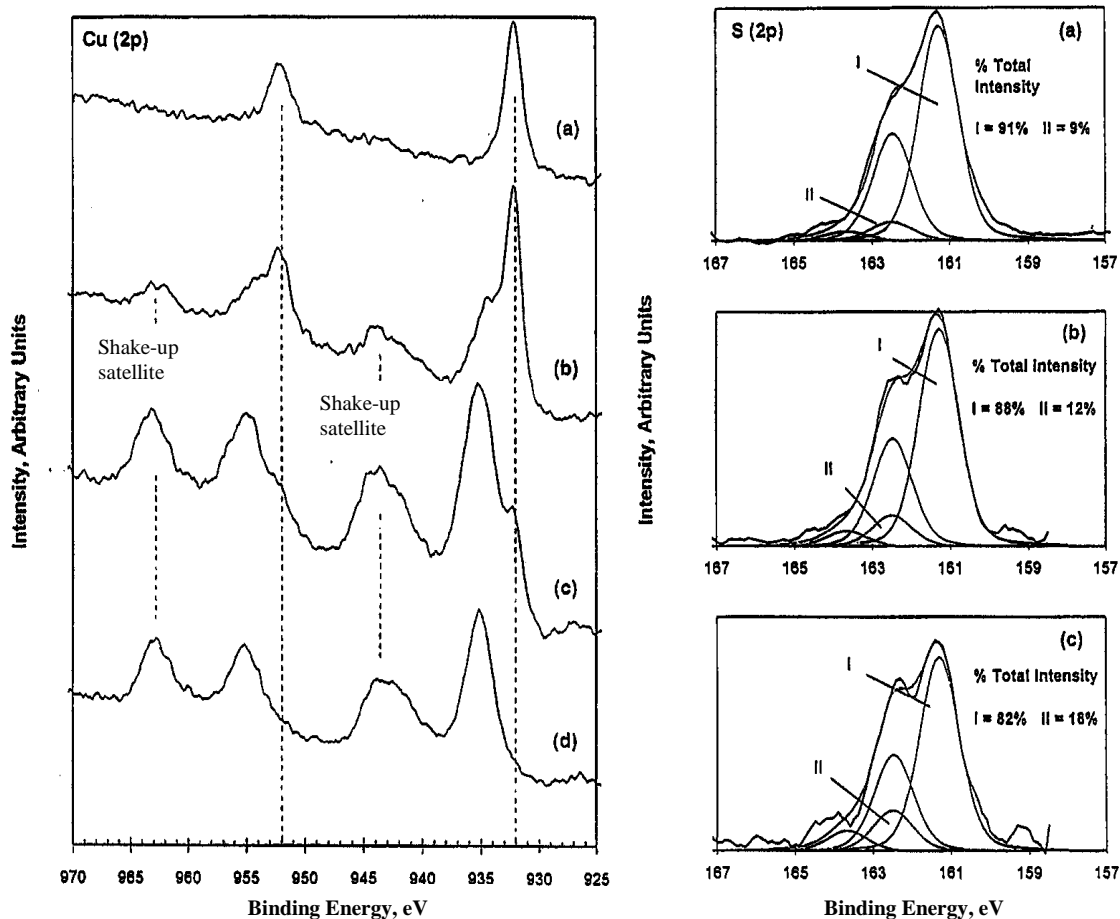 Cu (2p)
(a)
(b)
Shake-up
satellite
Shake-up
satellite
(c)
(d)
Intensity, Arbitrary Units
970 965 960 955 950 945 940 935 930 925
Binding Energy, eV
S (2p)
(a)
I
% Total
Intensity
I = 91% II = 9%
II
167 165 163 161 159 157
(b)
I
% Total Intensity
I = 88% II = 12%
II
Intensity, Arbitrary Units
167 165 163 161 159 157
(c)
I
% Total Intensity
I = 82% II = 18%
II
167 165 163 161 159 157
Binding Energy, eV